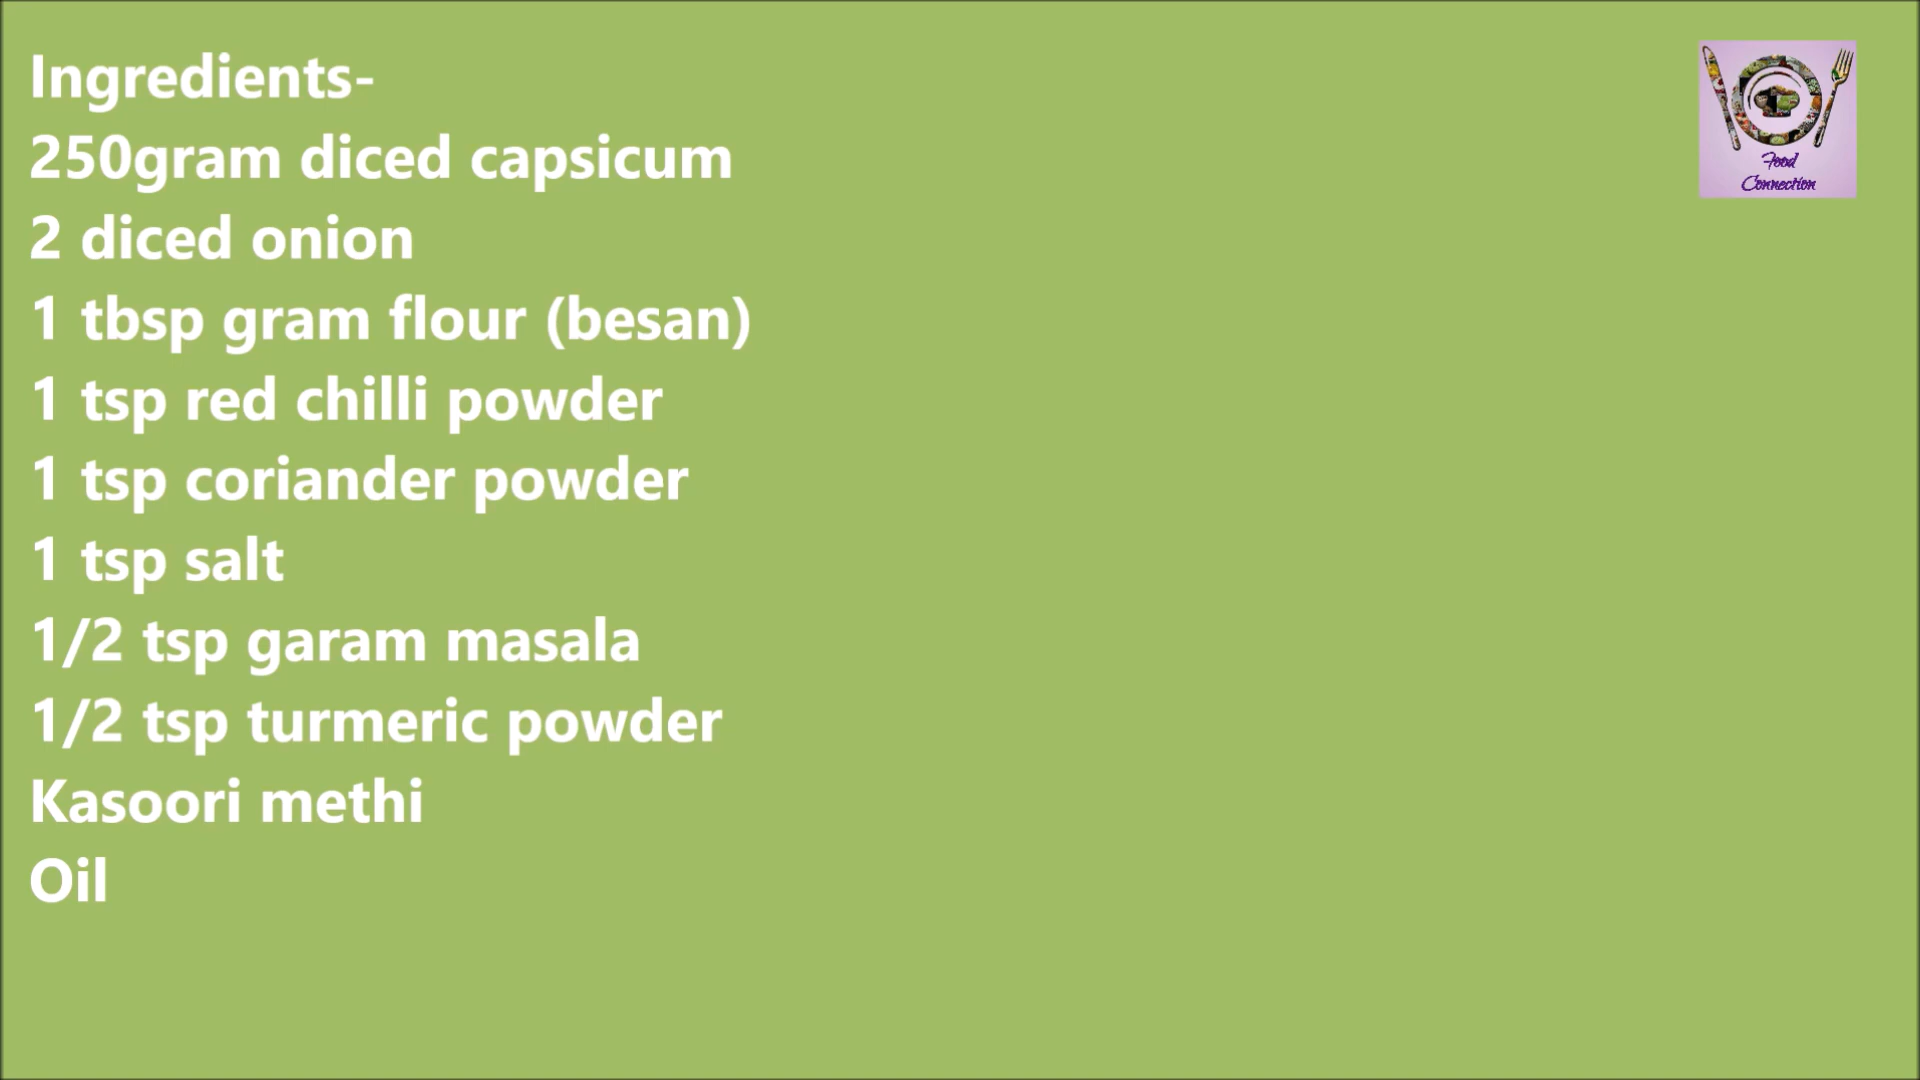 Ingredients-
250gram diced capsicum
2 diced onion
1 tbsp gram flour (besan)
1 tsp red chilli powder
1 tsp coriander powder
1 tsp salt
1/2 tsp garam masala
1/2 tsp turmeric powder
Kasoori methi
Oil
Food
Connection